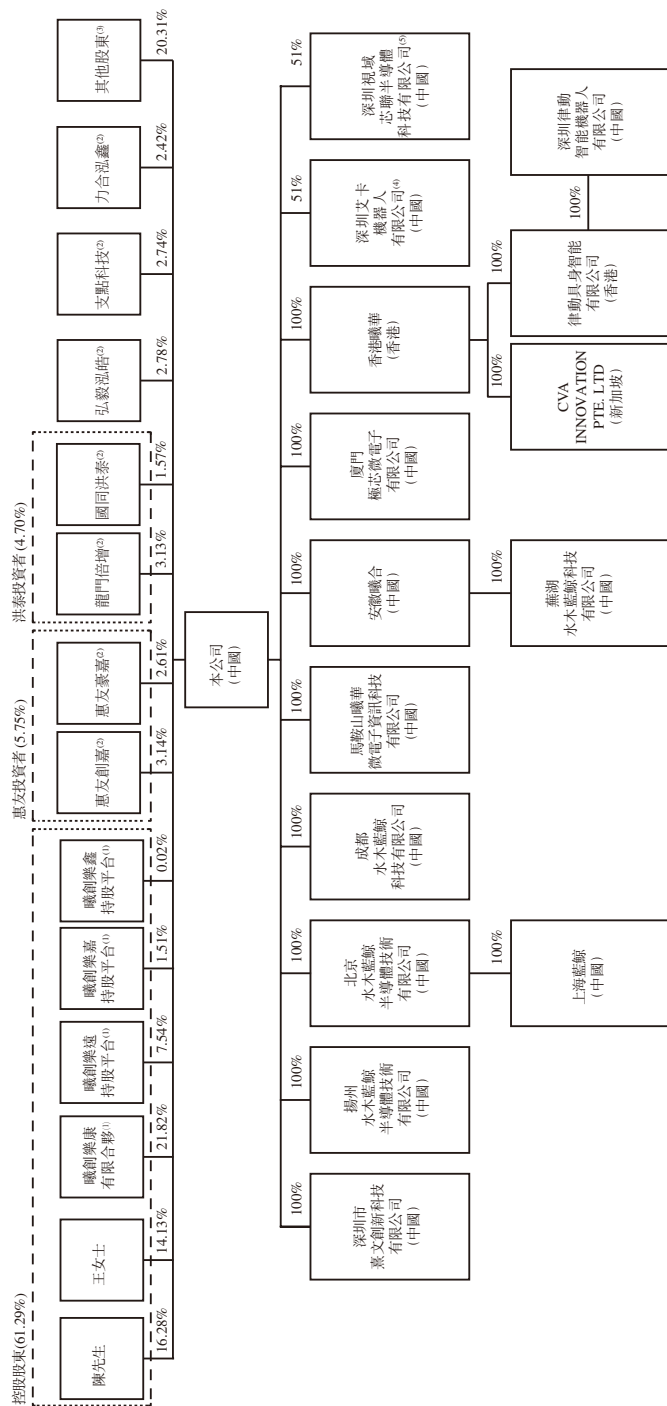 控股股東(61.29%)
惠友投資者(5.75%)
洪泰投資者(4.70%)
陳先生
王女士
曦創樂康
有限合夥(1)
曦創樂遠
持股平台(1)
曦創樂嘉
持股平台(1)
曦創樂鑫
持股平台(1)
惠友創嘉(2)
惠友豪嘉(2)
龍門倍增(2)
國同洪泰(2)
弘毅泓皓(2)
支點科技(2)
力合泓鑫(2)
其他股東(3)
16.28%
14.13%
21.82%
7.54%
1.51%
0.02%
3.14%
2.61%
3.13%
1.57%
2.78%
2.74%
2.42%
20.31%
本公司
(中國)
100%
100%
100%
100%
100%
100%
100%
100%
51%
51%
深圳市
熹文創新科技
有限公司
(中國)
揚州
水木藍鯨
半導體技術
有限公司
(中國)
北京
水木藍鯨
半導體技術
有限公司
(中國)
成都
水木藍鯨
科技有限公司
(中國)
馬鞍山曦華
微電子資訊科技
有限公司
(中國)
安徽曦合
(中國)
廈門
極芯微電子
有限公司
(中國)
香港曦華
(香港)
深圳艾卡
機器人
有限公司(4)
(中國)
深圳視域
芯聯半導體
科技有限公司(5)
(中國)
100%
100%
100%
100%
上海藍鯨
(中國)
蕪湖
水木藍鯨科技
有限公司
(中國)
CVA
INNOVATION
PTE. LTD
(新加坡)
律動具身智能
有限公司
(香港)
100%
深圳律動
智能機器人
有限公司
(中國)